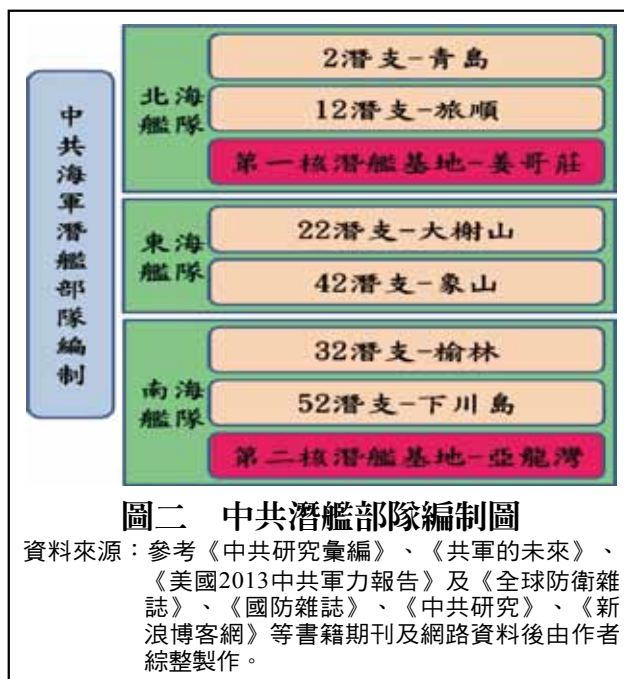 中共海軍潛艦部隊編制
北海
艦隊
2潛支-青島
12潛支-旅順
第一核潛艦基地-姜哥莊
東海
艦隊
22潛支-大榭山
42潛支-象山
南海
艦隊
32潛支-榆林
52潛支-下川島
第二核潛艦基地-亞龍灣
圖二 中共潛艦部隊編制圖
資料來源：參考《中共研究彙編》、《共軍的未來》、
《美國2013中共軍力報告》及《全球防衛雜
誌》、《國防雜誌》、《中共研究》、《新
浪博客網》等書籍期刊及網路資料後由作者
綜整製作。